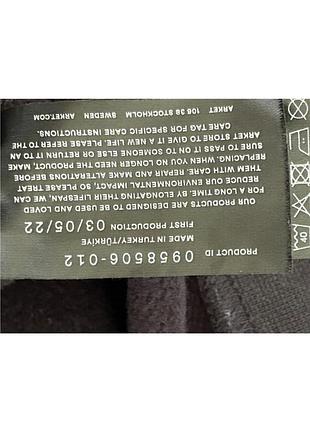 PRODUCT ID
0958506-012
MADE IN TURKEY/TÜRKIYE
FIRST PRODUCTION 03/05/22
OUR PRODUCTS ARE DESIGNED TO BE USED AND LOVED
FOR A LONG TIME. BY ELONGATING THEIR LIFESPAN, WE CAN
REDUCE OUR ENVIRONMENTAL IMPACT, SO PLEASE TREAT
THEM WITH CARE AND REPAIR, MAKING ALTERATIONS BEFORE
REPLACING. WHEN YOU NO LONGER NEED THE PRODUCT, MAKE
SURE TO PASS IT ON TO SOMEONE ELSE OR RETURN IT TO AN
ARKET STORE TO GIVE IT A NEW LIFE. PLEASE REFER TO THE
CARE TAG FOR SPECIFIC CARE INSTRUCTIONS.
ARKET 106 38 STOCKHOLM SWEDEN ARKET.COM
40